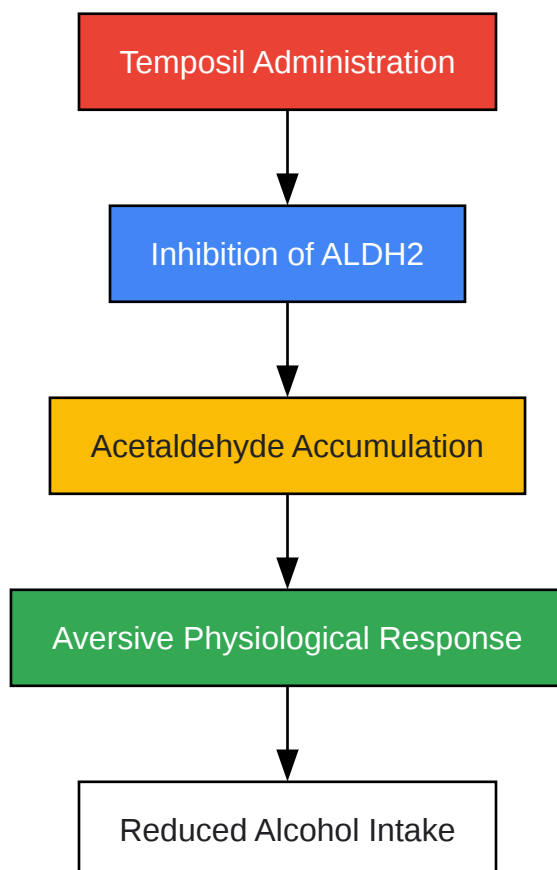 Temposil Administration
Inhibition of ALDH2
Acetaldehyde Accumulation
Aversive Physiological Response
Reduced Alcohol Intake